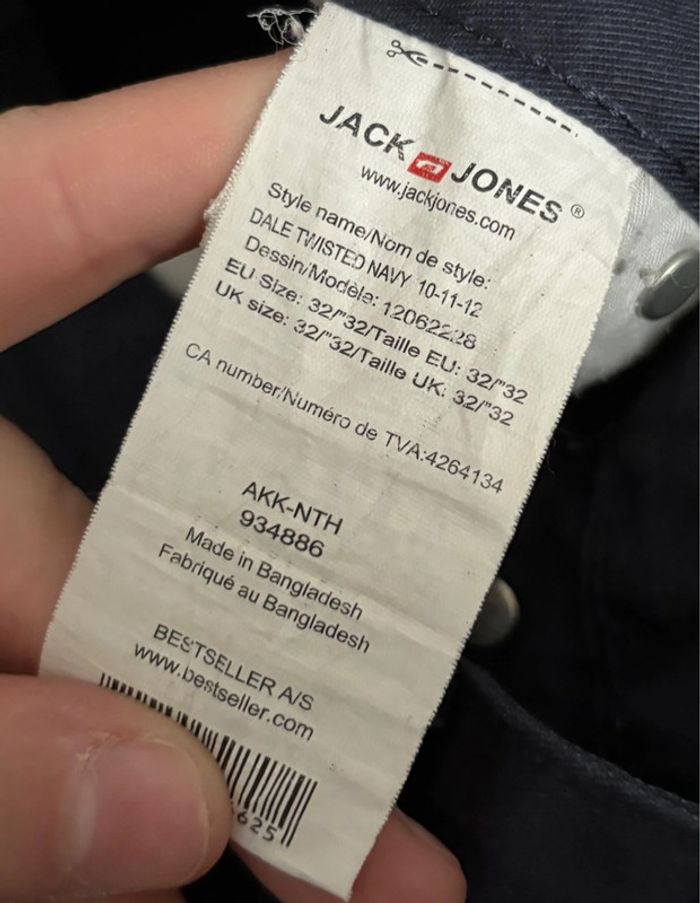 JACK JONES ®
www.jackjones.com
Style name/Nom de style:
DALE TWISTED NAVY 10-11-12
Dessin/Modèle: 12062228
EU Size: 32/"32/Taille EU: 32/"32
UK size: 32/"32/Taille UK: 32/"32
CA number/Numéro de TVA:4264134
AKK-NTH
934886
Made in Bangladesh
Fabriqué au Bangladesh
BESTSELLER A/S
www.bestseller.com
625